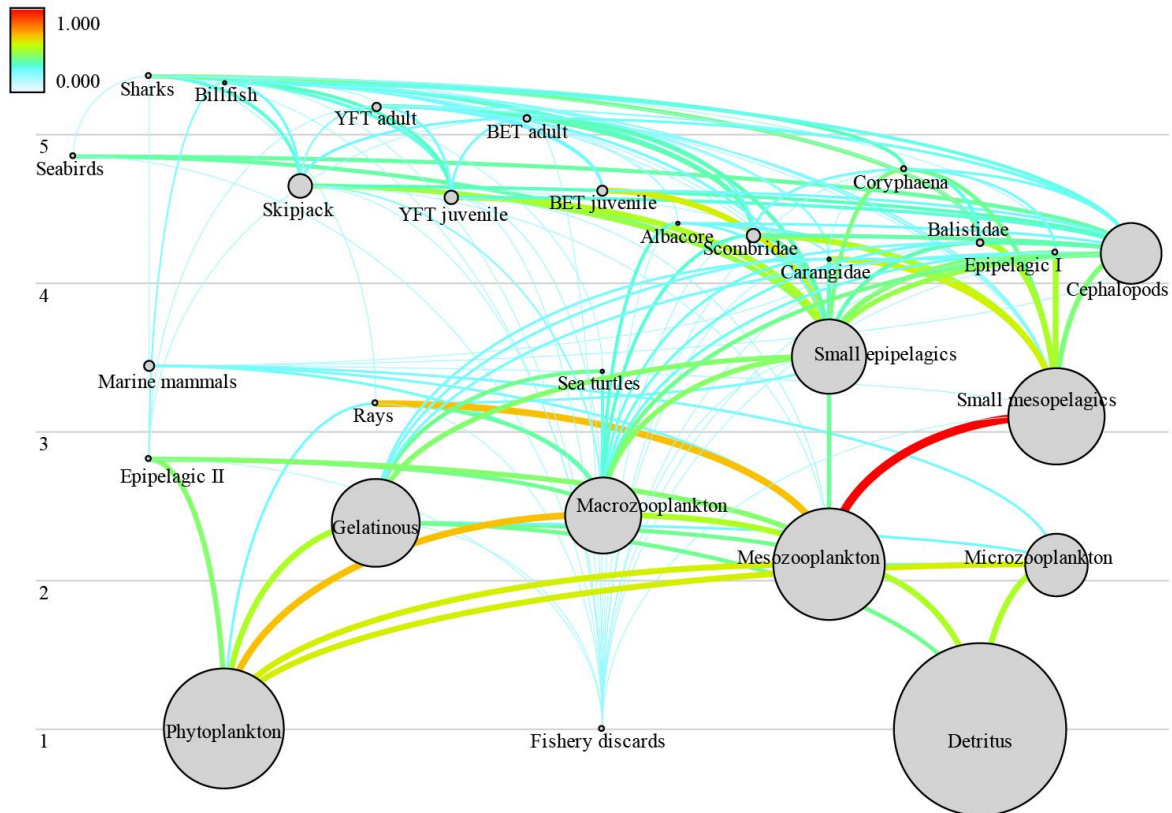 1.000
0.000
Sharks
Billfish
YFT adult
BET adult
5
Seabirds
Coryphaena
Skipjack
YFT juvenile
BET juvenile
Albacore
Scombridae
Balistidae
Carangidae
Epipelagic I
Cephalopods
4
Small epipelagics
Marine mammals
Sea turtles
Small mesopelagics
Rays
3
Epipelagic II
Gelatinous
Macrozooplankton
Mesozooplankton
Microzooplankton
2
Phytoplankton
1
Fishery discards
Detritus